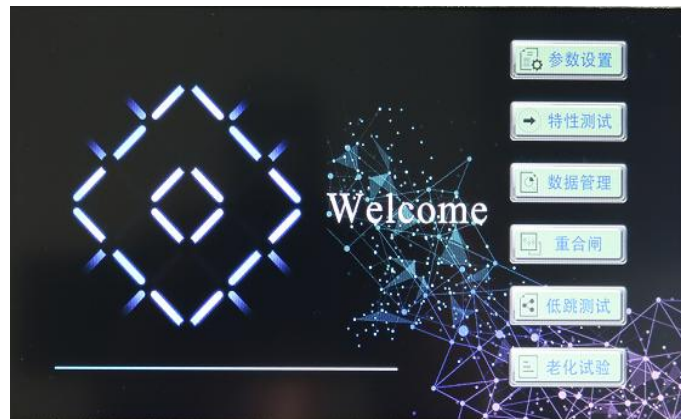 Welcome
参数设置
特性测试
数据管理
重合闸
低跳测试
老化试验